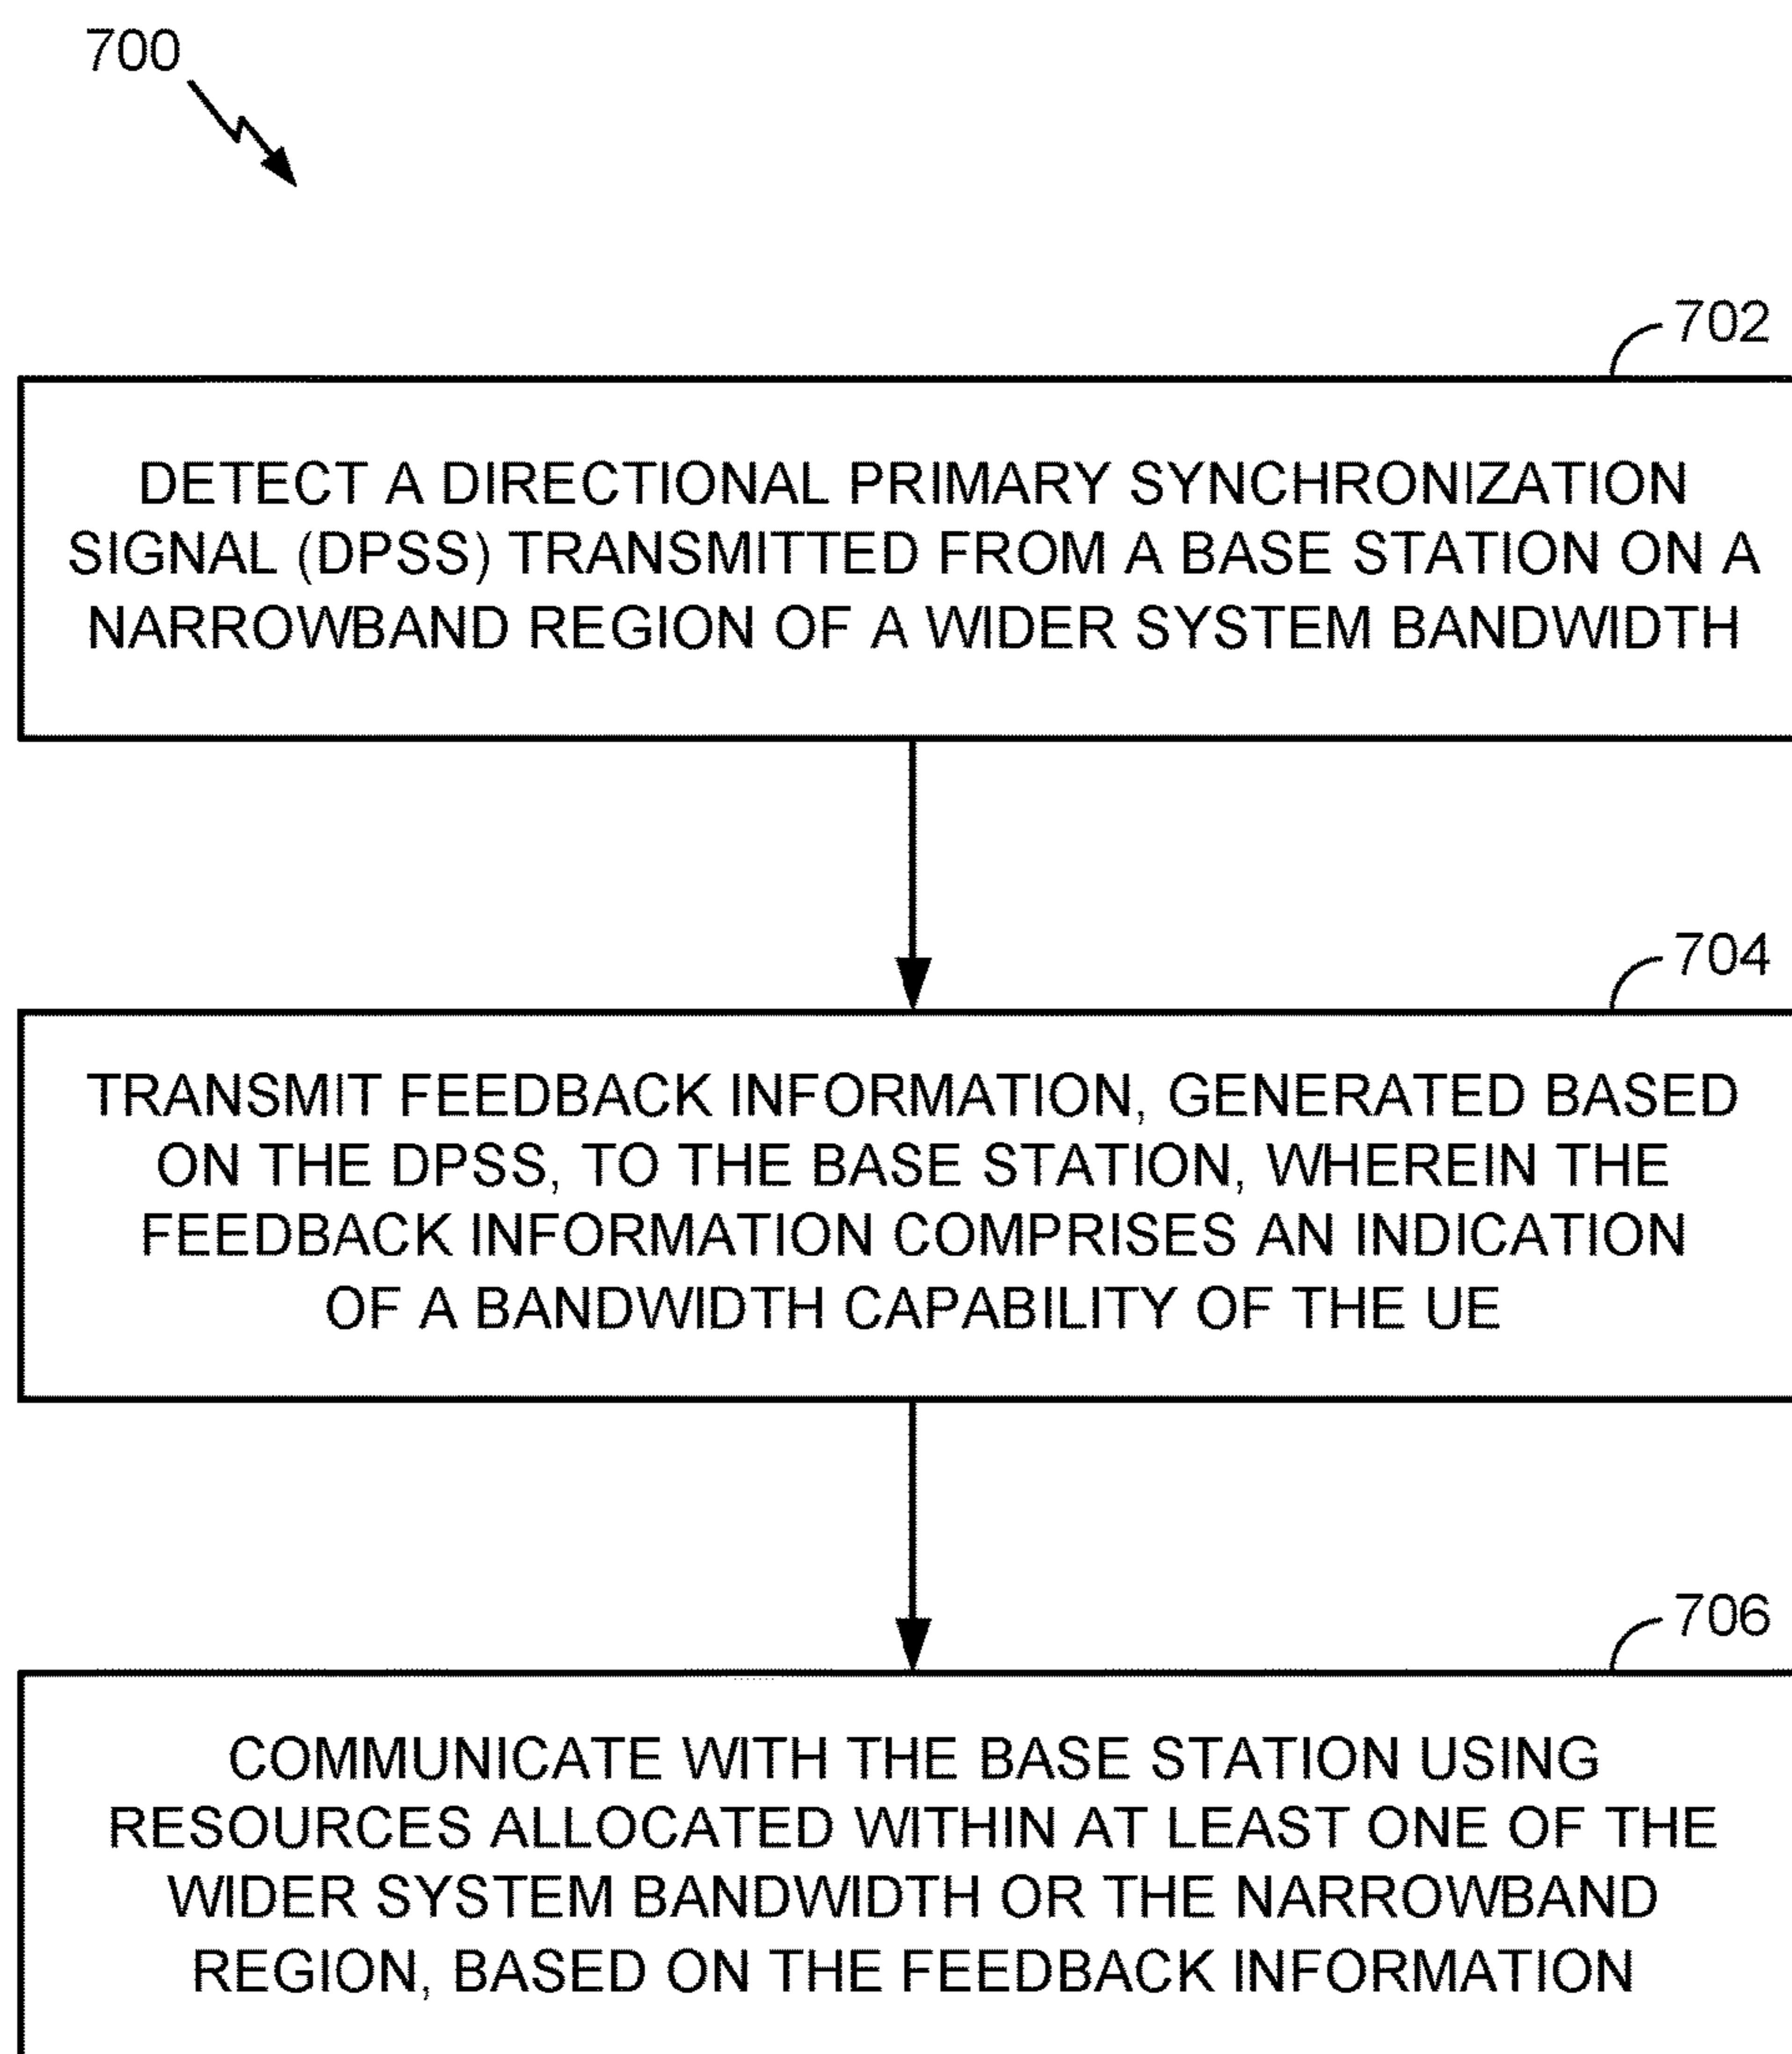 700
702
DETECT A DIRECTIONAL PRIMARY SYNCHRONIZATION
SIGNAL (DPSS) TRANSMITTED FROM A BASE STATION ON A
NARROWBAND REGION OF A WIDER SYSTEM BANDWIDTH
704
TRANSMIT FEEDBACK INFORMATION, GENERATED BASED
ON THE DPSS, TO THE BASE STATION, WHEREIN THE
FEEDBACK INFORMATION COMPRISES AN INDICATION
OF A BANDWIDTH CAPABILITY OF THE UE
706
COMMUNICATE WITH THE BASE STATION USING
RESOURCES ALLOCATED WITHIN AT LEAST ONE OF THE
WIDER SYSTEM BANDWIDTH OR THE NARROWBAND
REGION, BASED ON THE FEEDBACK INFORMATION